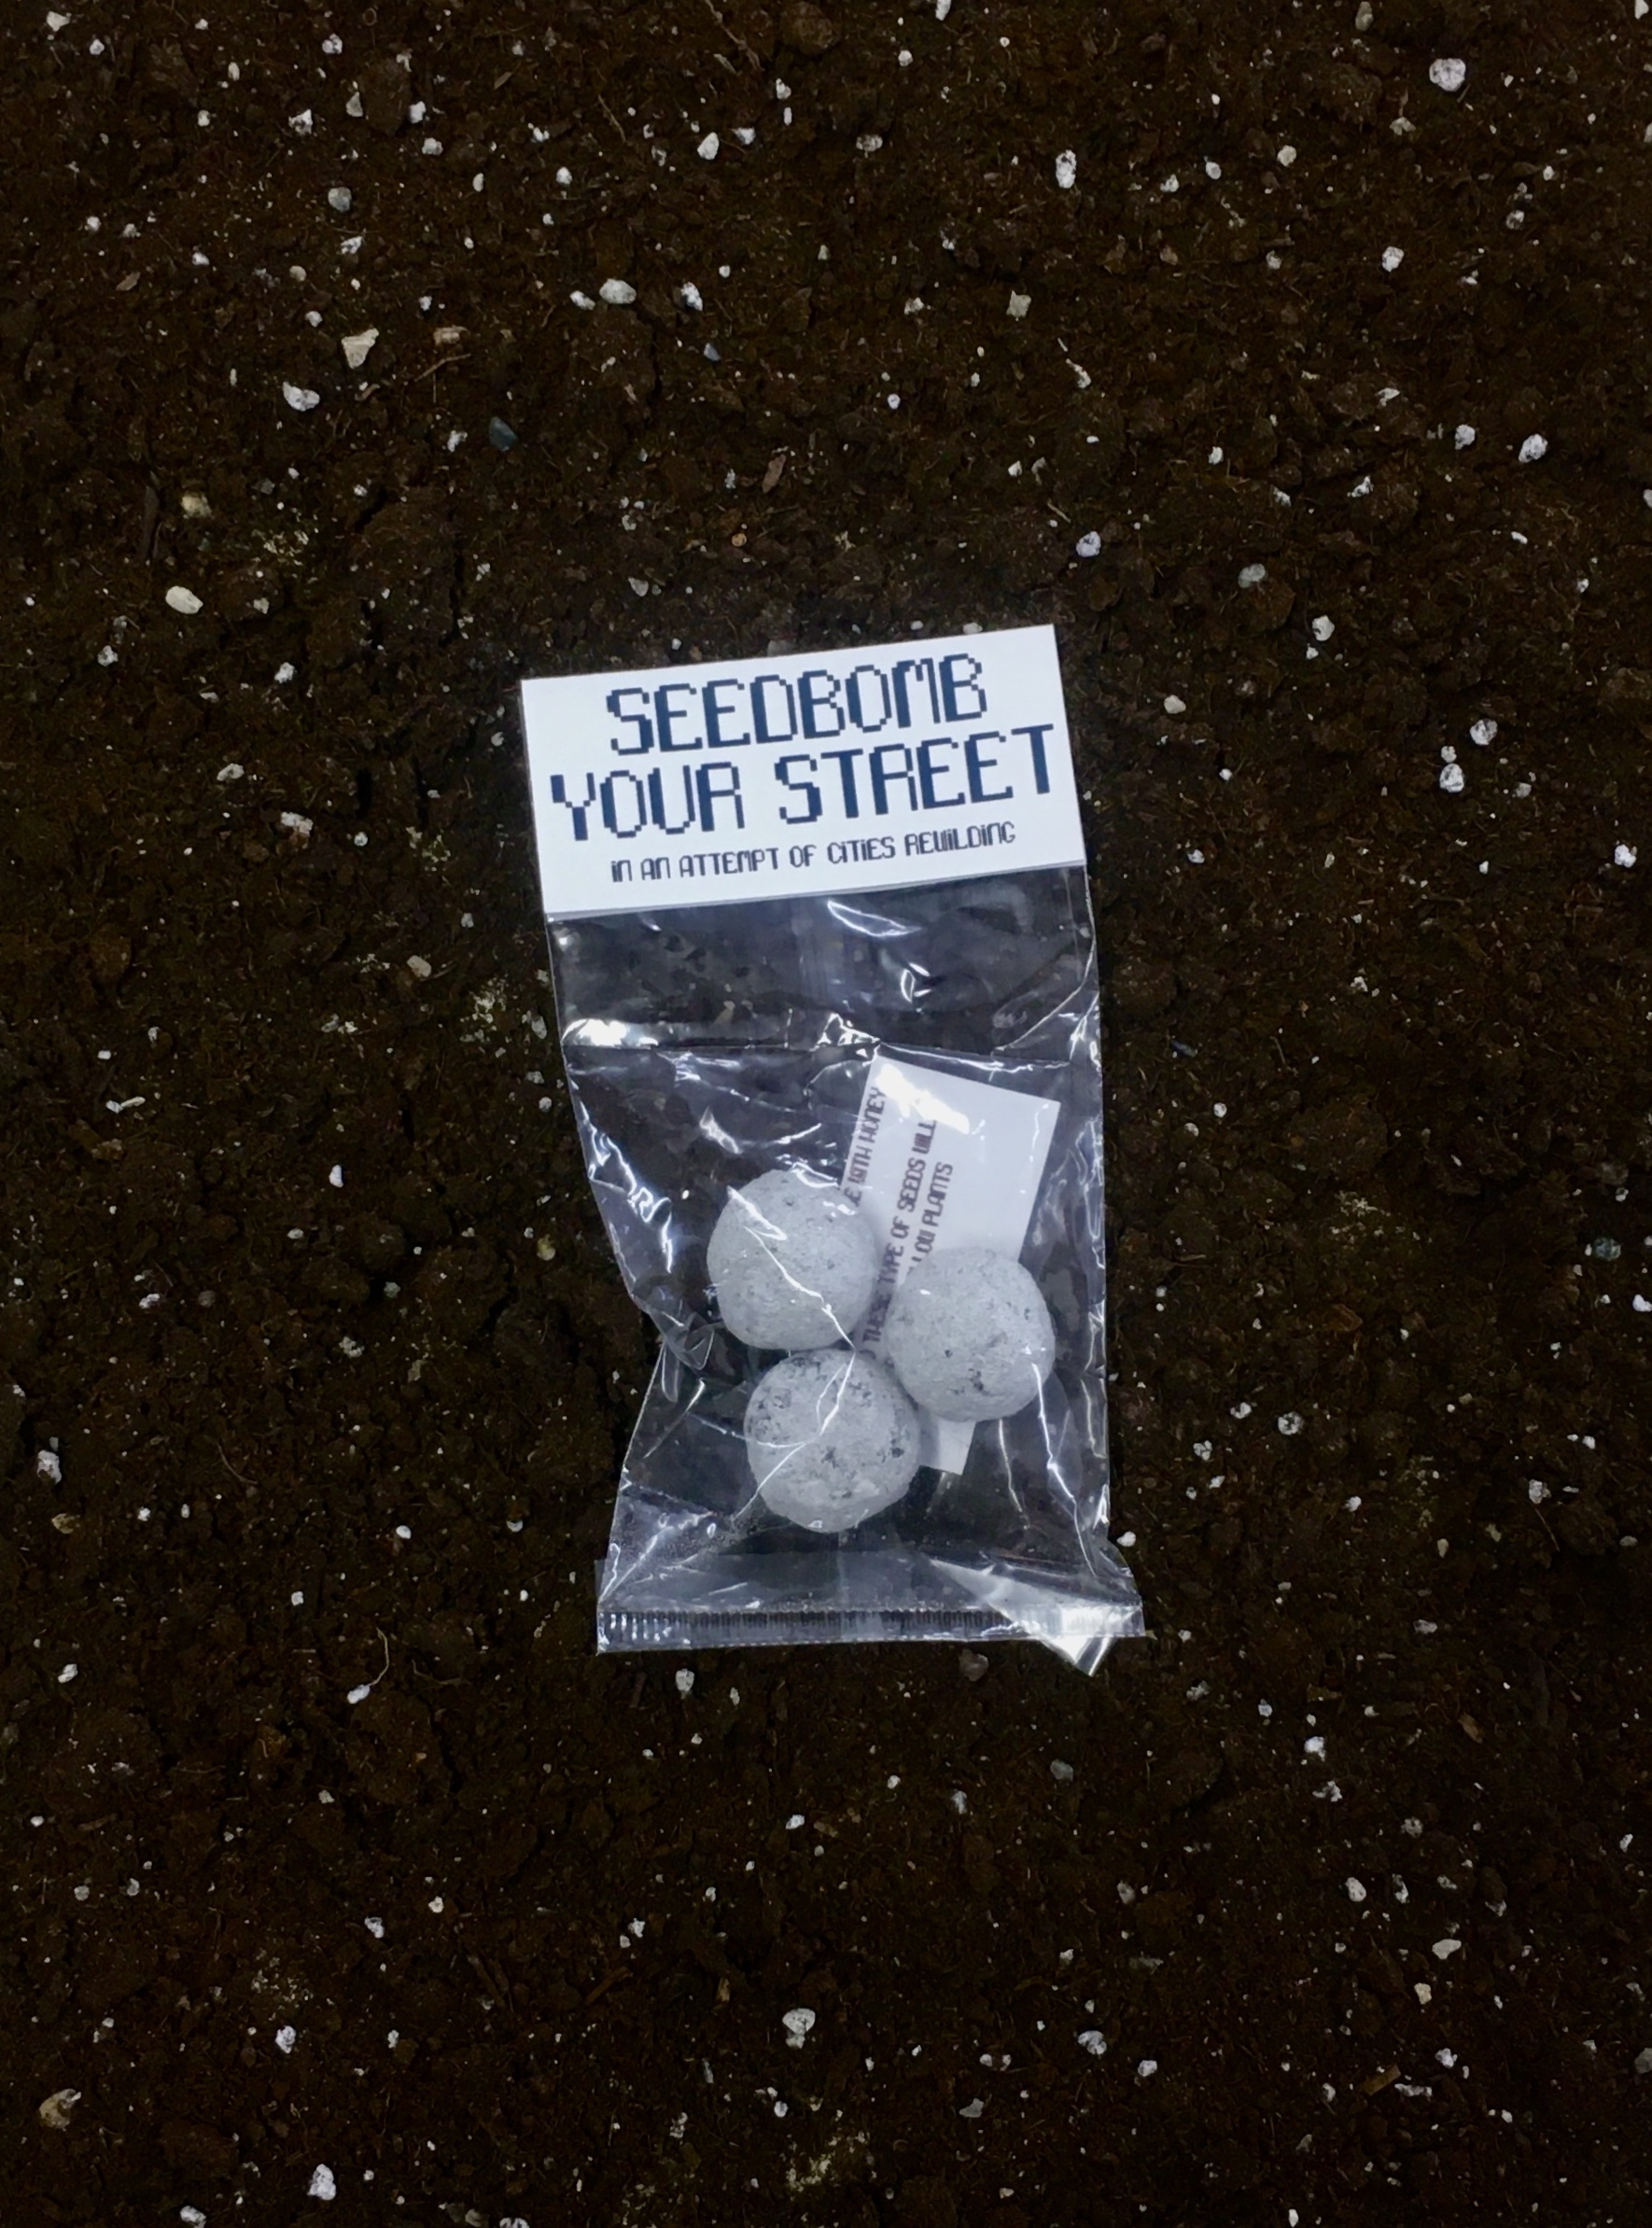 SEEDBOMB
YOUR STREET
iN AN ATTEMPT OF CiTiES REWiLDiNG
WITH HONEY
THESE TYPE OF SEEDS WILL
PLANTS